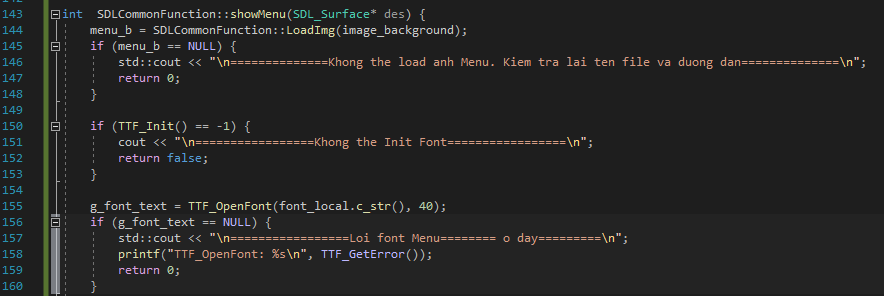 143 int SDLCommonFunction::showMenu(SDL_Surface* des) {
144 menu_b = SDLCommonFunction::LoadImg(image_background);
145 if (menu_b == NULL) {
146 std::cout << "\n==============Khong the load anh Menu. Kiem tra lai ten file va duong dan==============\n";
147 return 0;
148 }
149
150 if (TTF_Init() == -1) {
151 cout << "\n=================Khong the Init Font=================\n";
152 return false;
153 }
154
155 g_font_text = TTF_OpenFont(font_local.c_str(), 40);
156 if (g_font_text == NULL) {
157 std::cout << "\n=================Loi font Menu======== o day=========\n";
158 printf("TTF_OpenFont: %s\n", TTF_GetError());
159 return 0;
160 }